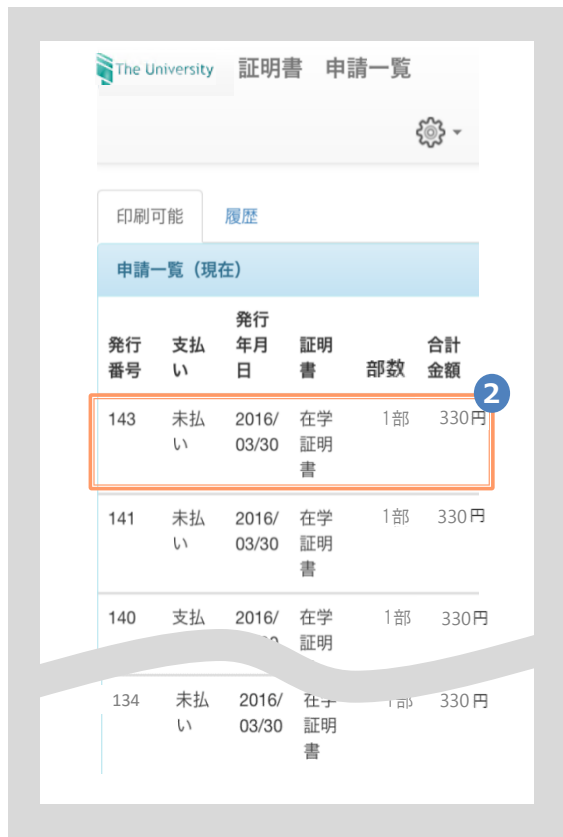 The University 証明書 申請一覧
印刷可能 履歴
申請一覧（現在）
発行
発行 支払 年月 証明 合計
番号 い 日 書 部数 金額
2
143 未払 2016/ 在学 1部 330円
い 03/30 証明
書
141 未払 2016/ 在学 1部 330円
い 03/30 証明
書
140 支払 2016/ 在学 1部 330円
証明
134 未払 2016/ 在学 1部 330円
い 03/30 証明
書